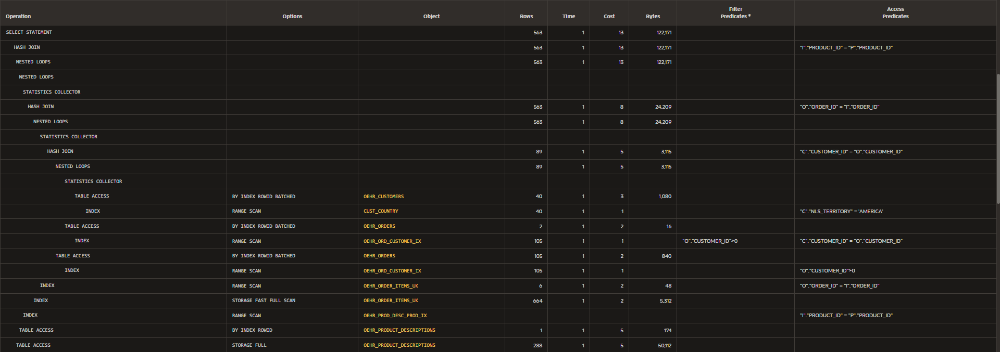 Operation Options Object Rows Time Cost Bytes Filter Predicates * Access Predicates
SELECT STATEMENT 563 1 13 122,171
HASH JOIN 563 1 13 122,171 "I"."PRODUCT_ID" = "P"."PRODUCT_ID"
NESTED LOOPS 563 1 13 122,171
NESTED LOOPS
STATISTICS COLLECTOR
HASH JOIN 563 1 8 24,209 "O"."ORDER_ID" = "I"."ORDER_ID"
NESTED LOOPS 563 1 8 24,209
STATISTICS COLLECTOR
HASH JOIN 89 1 5 3,115 "C"."CUSTOMER_ID" = "O"."CUSTOMER_ID"
NESTED LOOPS 89 1 5 3,115
STATISTICS COLLECTOR
TABLE ACCESS BY INDEX ROWID BATCHED OEHR_CUSTOMERS 40 1 3 1,080
INDEX RANGE SCAN CUST_COUNTRY 40 1 1 "C"."NLS_TERRITORY" = 'AMERICA'
TABLE ACCESS BY INDEX ROWID BATCHED OEHR_ORDERS 2 1 2 16
INDEX RANGE SCAN OEHR_ORD_CUSTOMER_IX 105 1 1 "O"."CUSTOMER_ID">0 "C"."CUSTOMER_ID" = "O"."CUSTOMER_ID"
TABLE ACCESS BY INDEX ROWID BATCHED OEHR_ORDERS 105 1 2 840
INDEX RANGE SCAN OEHR_ORD_CUSTOMER_IX 105 1 1 "O"."CUSTOMER_ID">0
INDEX RANGE SCAN OEHR_ORDER_ITEMS_UK 6 1 2 48 "O"."ORDER_ID" = "I"."ORDER_ID"
INDEX STORAGE FAST FULL SCAN OEHR_ORDER_ITEMS_UK 664 1 2 5,312
INDEX RANGE SCAN OEHR_PROD_DESC_PROD_IX "I"."PRODUCT_ID" = "P"."PRODUCT_ID"
TABLE ACCESS BY INDEX ROWID OEHR_PRODUCT_DESCRIPTIONS 1 1 5 174
TABLE ACCESS STORAGE FULL OEHR_PRODUCT_DESCRIPTIONS 288 1 5 50,112